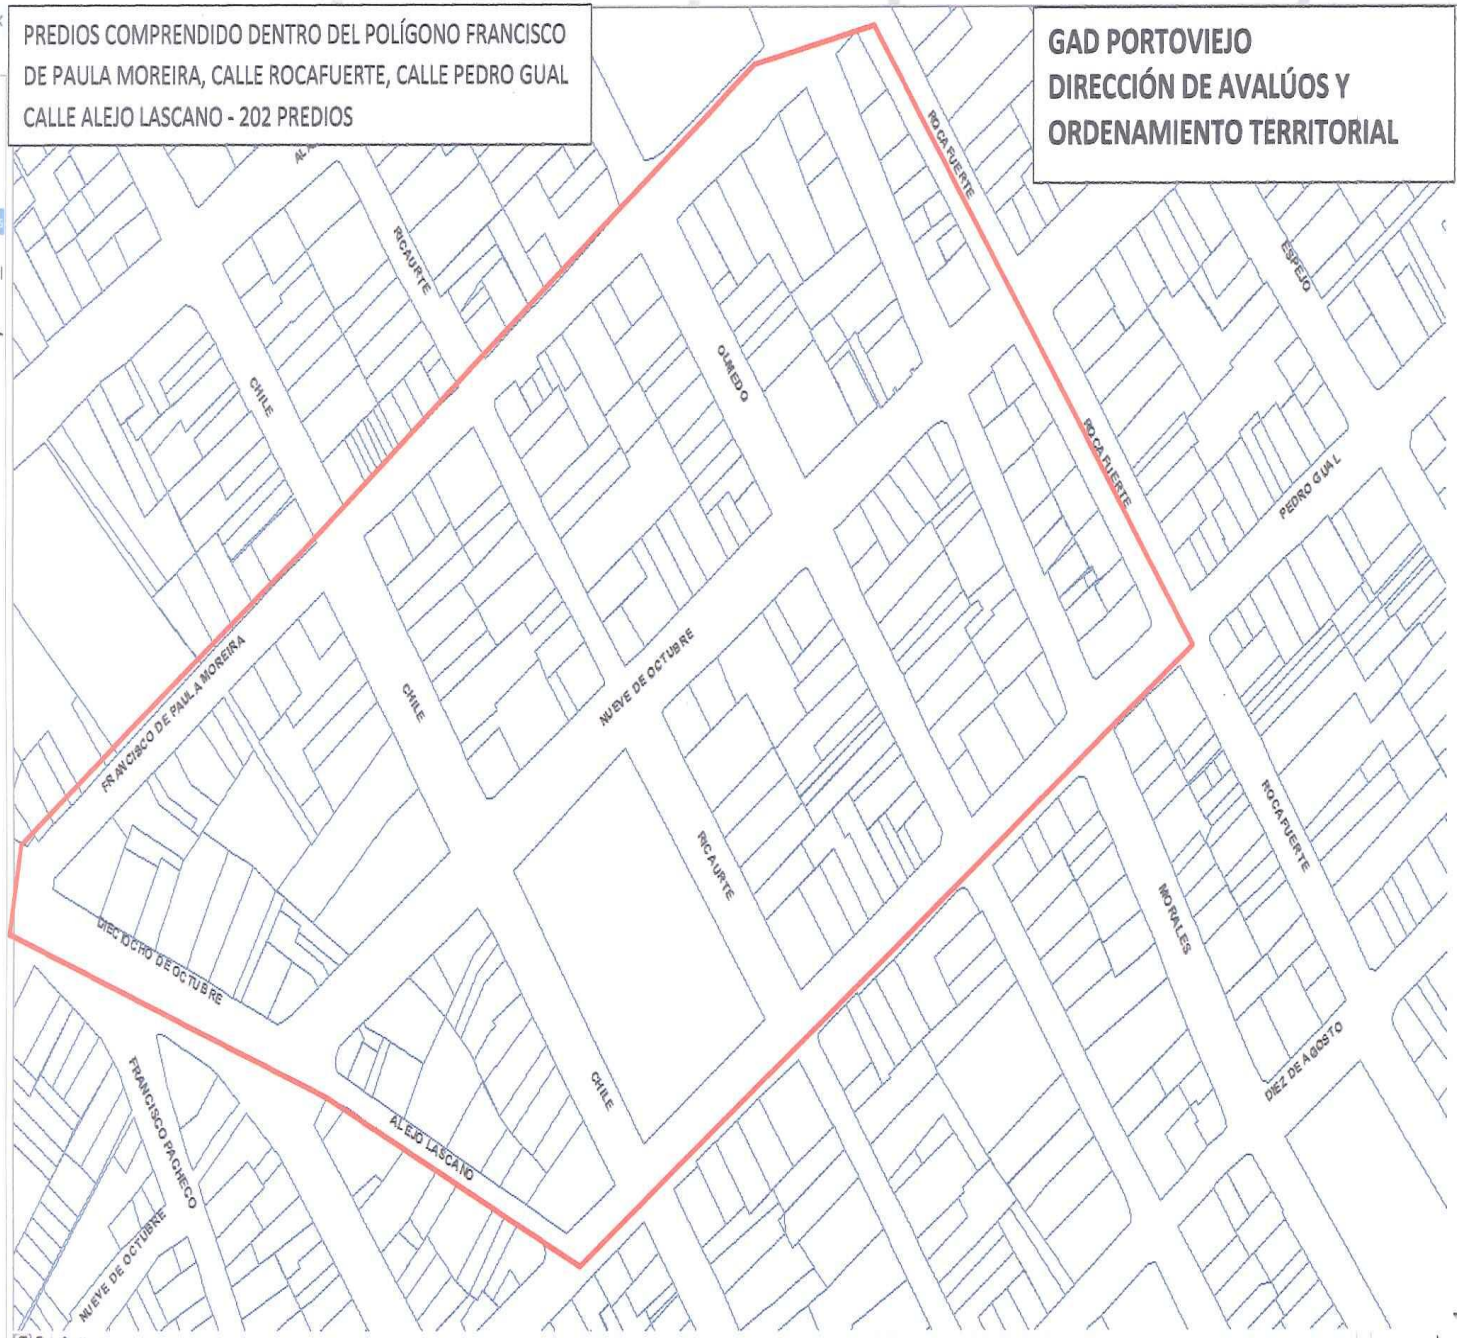 PREDIOS COMPRENDIDO DENTRO DEL POLÍGONO FRANCISCO
DE PAULA MOREIRA, CALLE ROCAFUERTE, CALLE PEDRO GUAL
CALLE ALEJO LASCANO - 202 PREDIOS
GAD PORTOVIEJO
DIRECCIÓN DE AVALÚOS Y
ORDENAMIENTO TERRITORIAL
ROCAFUERTE
RICAURTE
ESPEJO
CHILE
OLMEDO
ROCAFUERTE
PEDRO GUAL
FRANCISCO DE PAULA MOREIRA
CHILE
NUEVE DE OCTUBRE
ROCAFUERTE
RICAURTE
MORALES
DIECIOCHO DE OCTUBRE
DIEZ DE AGOSTO
CHILE
FRANCISCO PACHECO
ALEJO LASCANO
NUEVE DE OCTUBRE